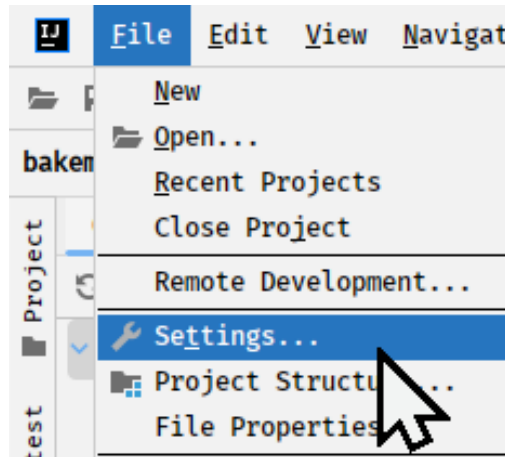 IJ
File Edit View Navigat
New
Open...
bakem
Recent Projects
Close Project
Project
Remote Development...
Settings...
Project Structu...
File Properties
test